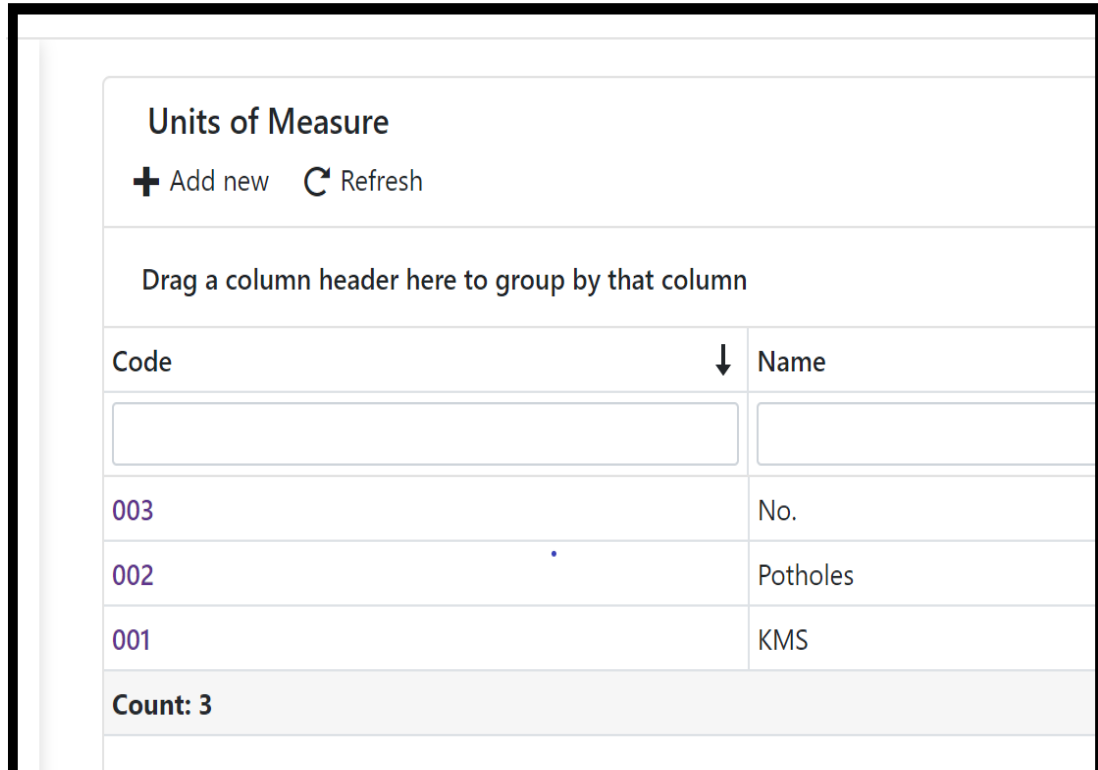 Units of Measure
Add new Refresh
Drag a column header here to group by that column
Code Name
003 No.
002 Potholes
001 KMS
Count: 3